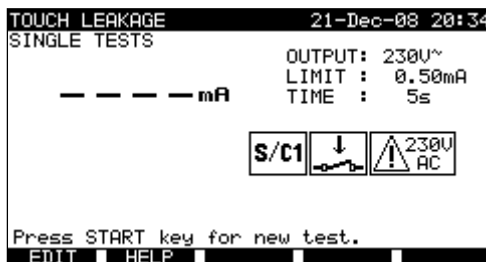 TOUCH LEAKAGE 21-Dec-08 20:34
SINGLE TESTS
OUTPUT: 230V~
LIMIT : 0.50mA
----mA TIME : 5s
S/C1 230V AC
Press START key for new test.
EDIT HELP